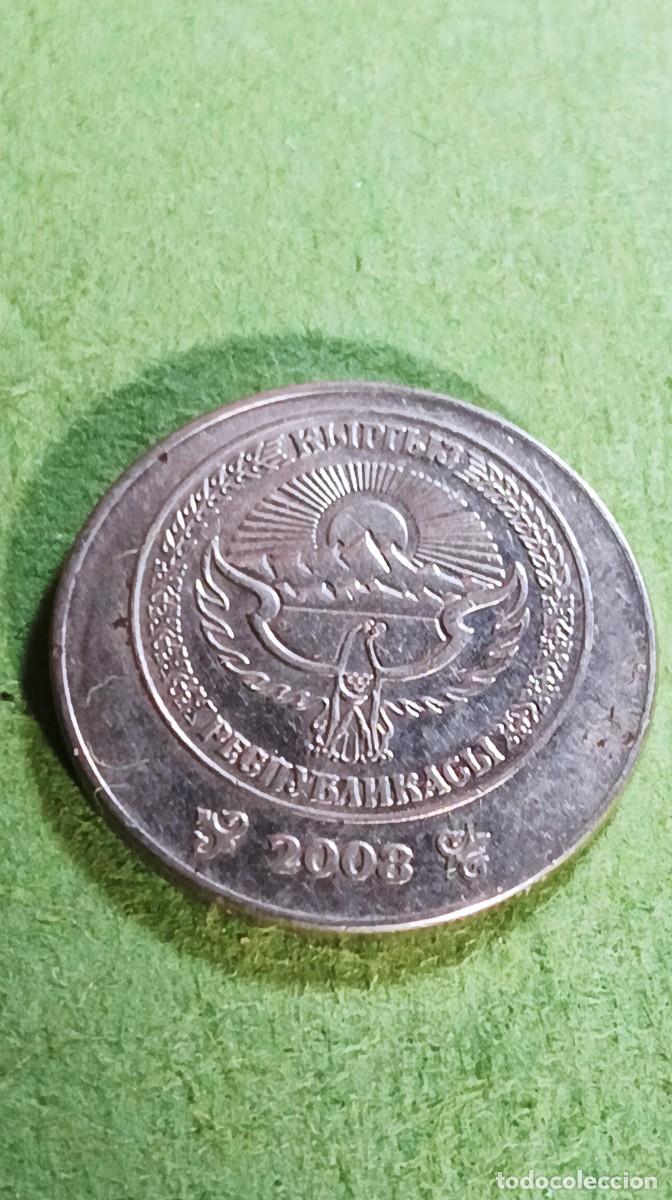 КЫРГЫЗ
РЕСПУБЛИКАСЫ
2008
todocoleccion